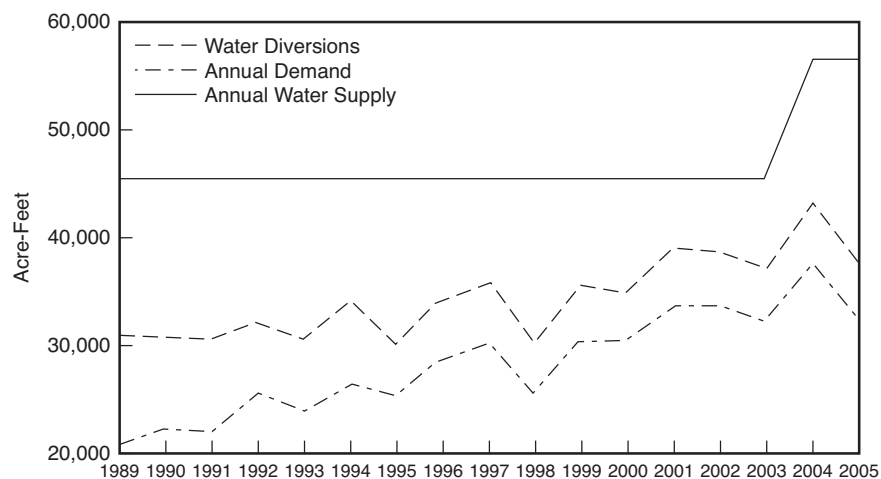 60,000
Water Diversions
Annual Demand
Annual Water Supply
50,000
Acre-Feet
40,000
30,000
20,000
1989 1990 1991 1992 1993 1994 1995 1996 1997 1998 1999 2000 2001 2002 2003 2004 2005